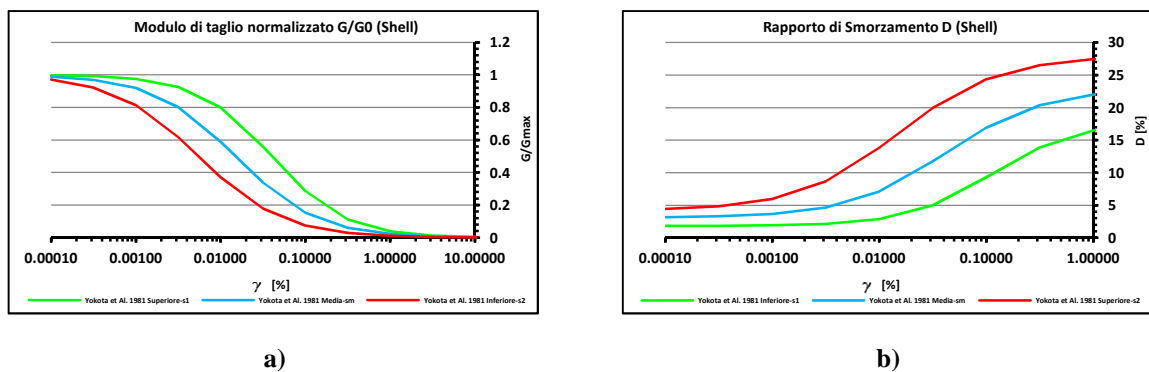 Modulo di taglio normalizzato G/G0 (Shell)
1.2
1
0.8
0.6
0.4
0.2
0
G/Gmax
0.00010 0.00100 0.01000 0.10000 1.00000 10.00000
γ [%]
Yokota et Al. 1981 Superiore-s1 Yokota et Al. 1981 Media-sm Yokota et Al. 1981 Inferiore-s2
a)
Rapporto di Smorzamento D (Shell)
30
25
20
15
10
5
0
D [%]
0.00010 0.00100 0.01000 0.10000 1.00000
γ [%]
Yokota et Al. 1981 Inferiore-s1 Yokota et Al. 1981 Media-sm Yokota et Al. 1981 Superiore-s2
b)